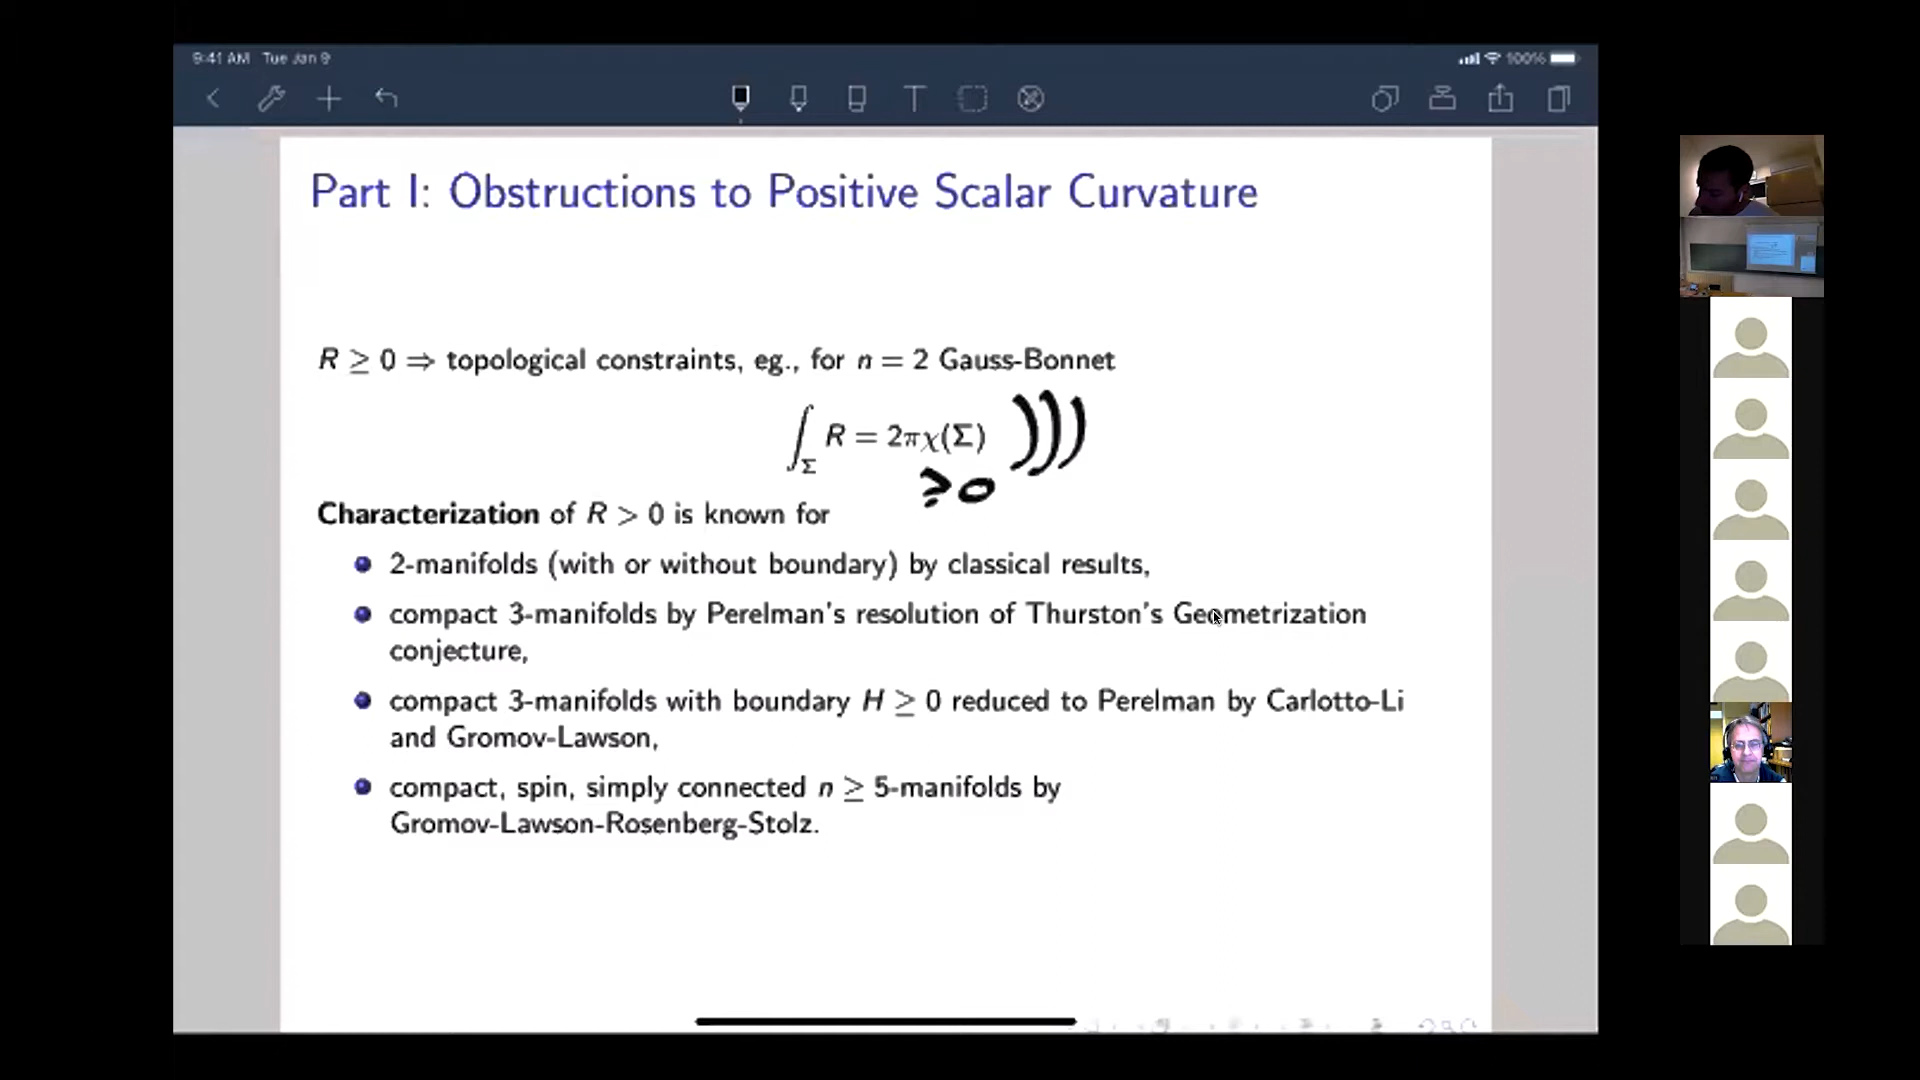 9:41 AM Tue Jan 9
100%
Part I: Obstructions to Positive Scalar Curvature
R ≥ 0 ⇒ topological constraints, eg., for n = 2 Gauss-Bonnet
∫_Σ R = 2πχ(Σ) )))
≥ 0
Characterization of R > 0 is known for
2-manifolds (with or without boundary) by classical results,
compact 3-manifolds by Perelman's resolution of Thurston's Geometrization
conjecture,
compact 3-manifolds with boundary H ≥ 0 reduced to Perelman by Carlotto-Li
and Gromov-Lawson,
compact, spin, simply connected n ≥ 5-manifolds by
Gromov-Lawson-Rosenberg-Stolz.